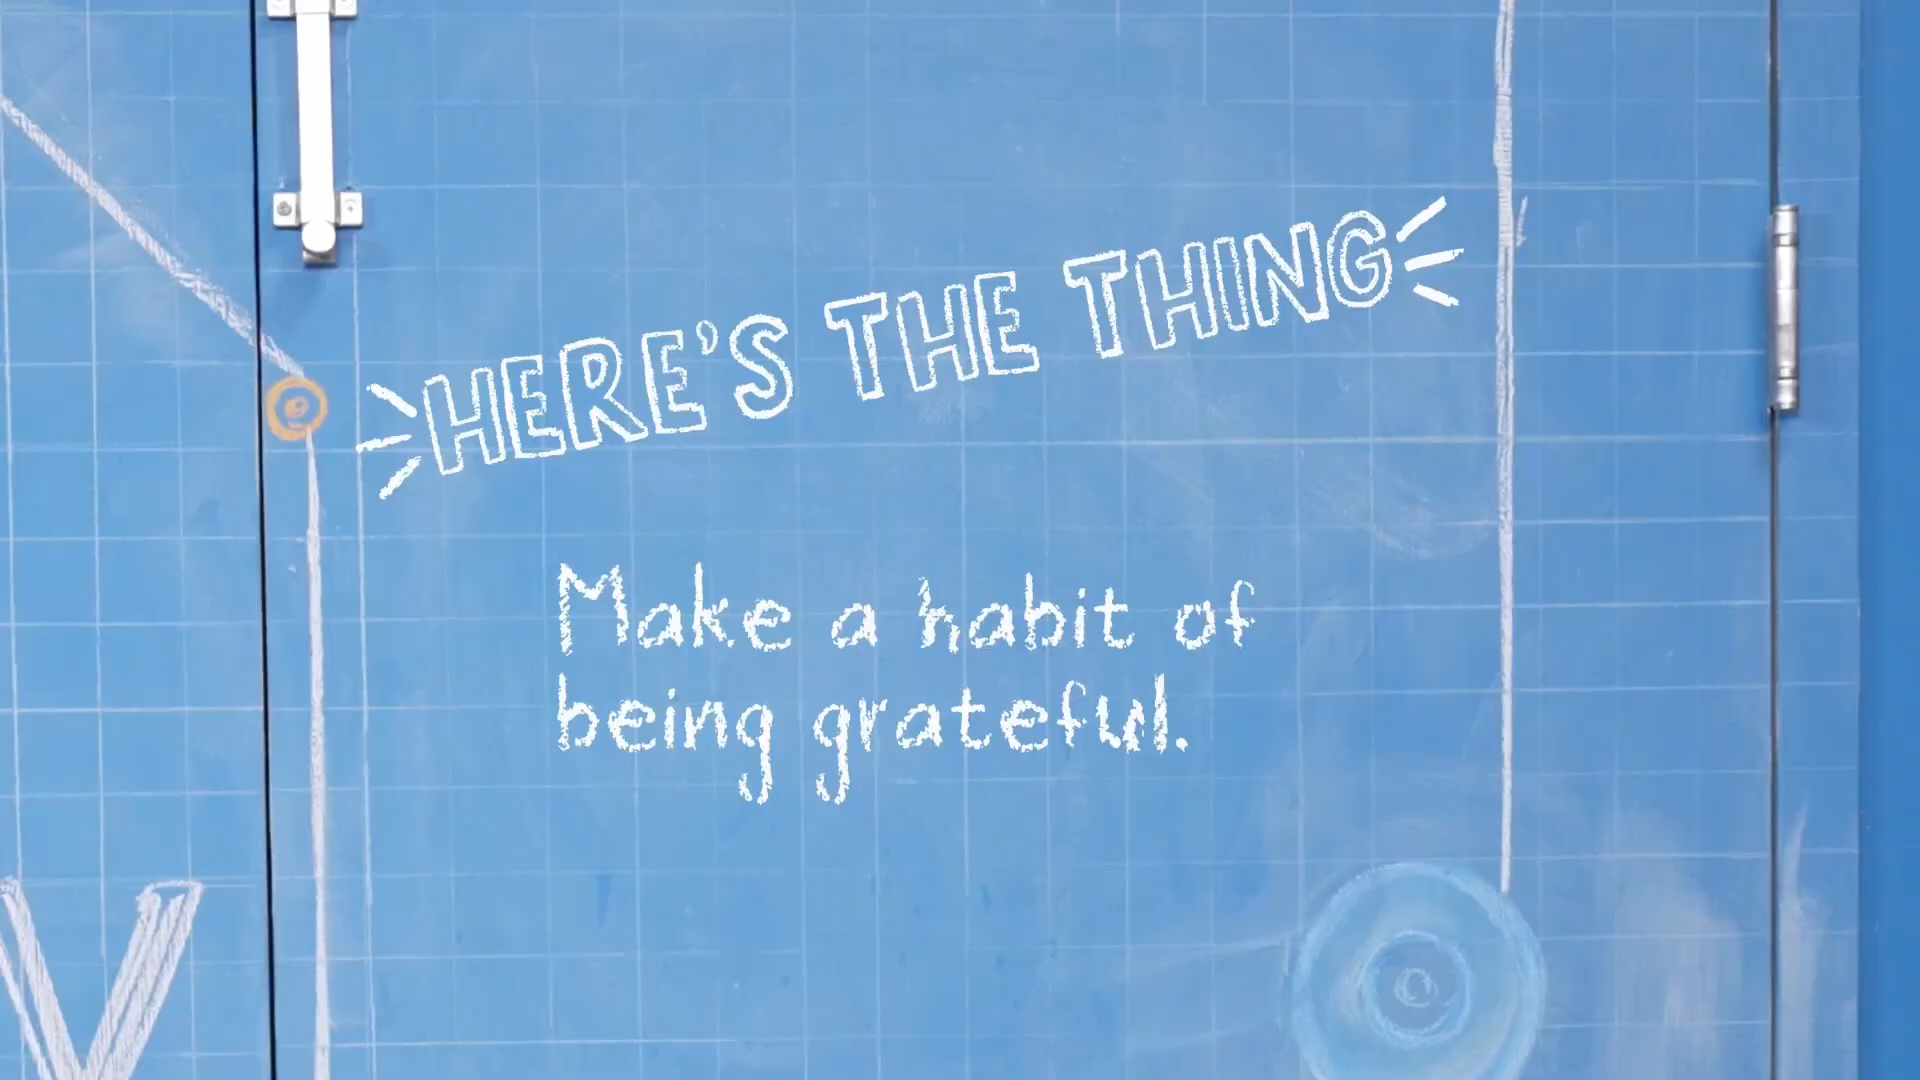 HERE'S THE THING
Make a habit of
being grateful.
V